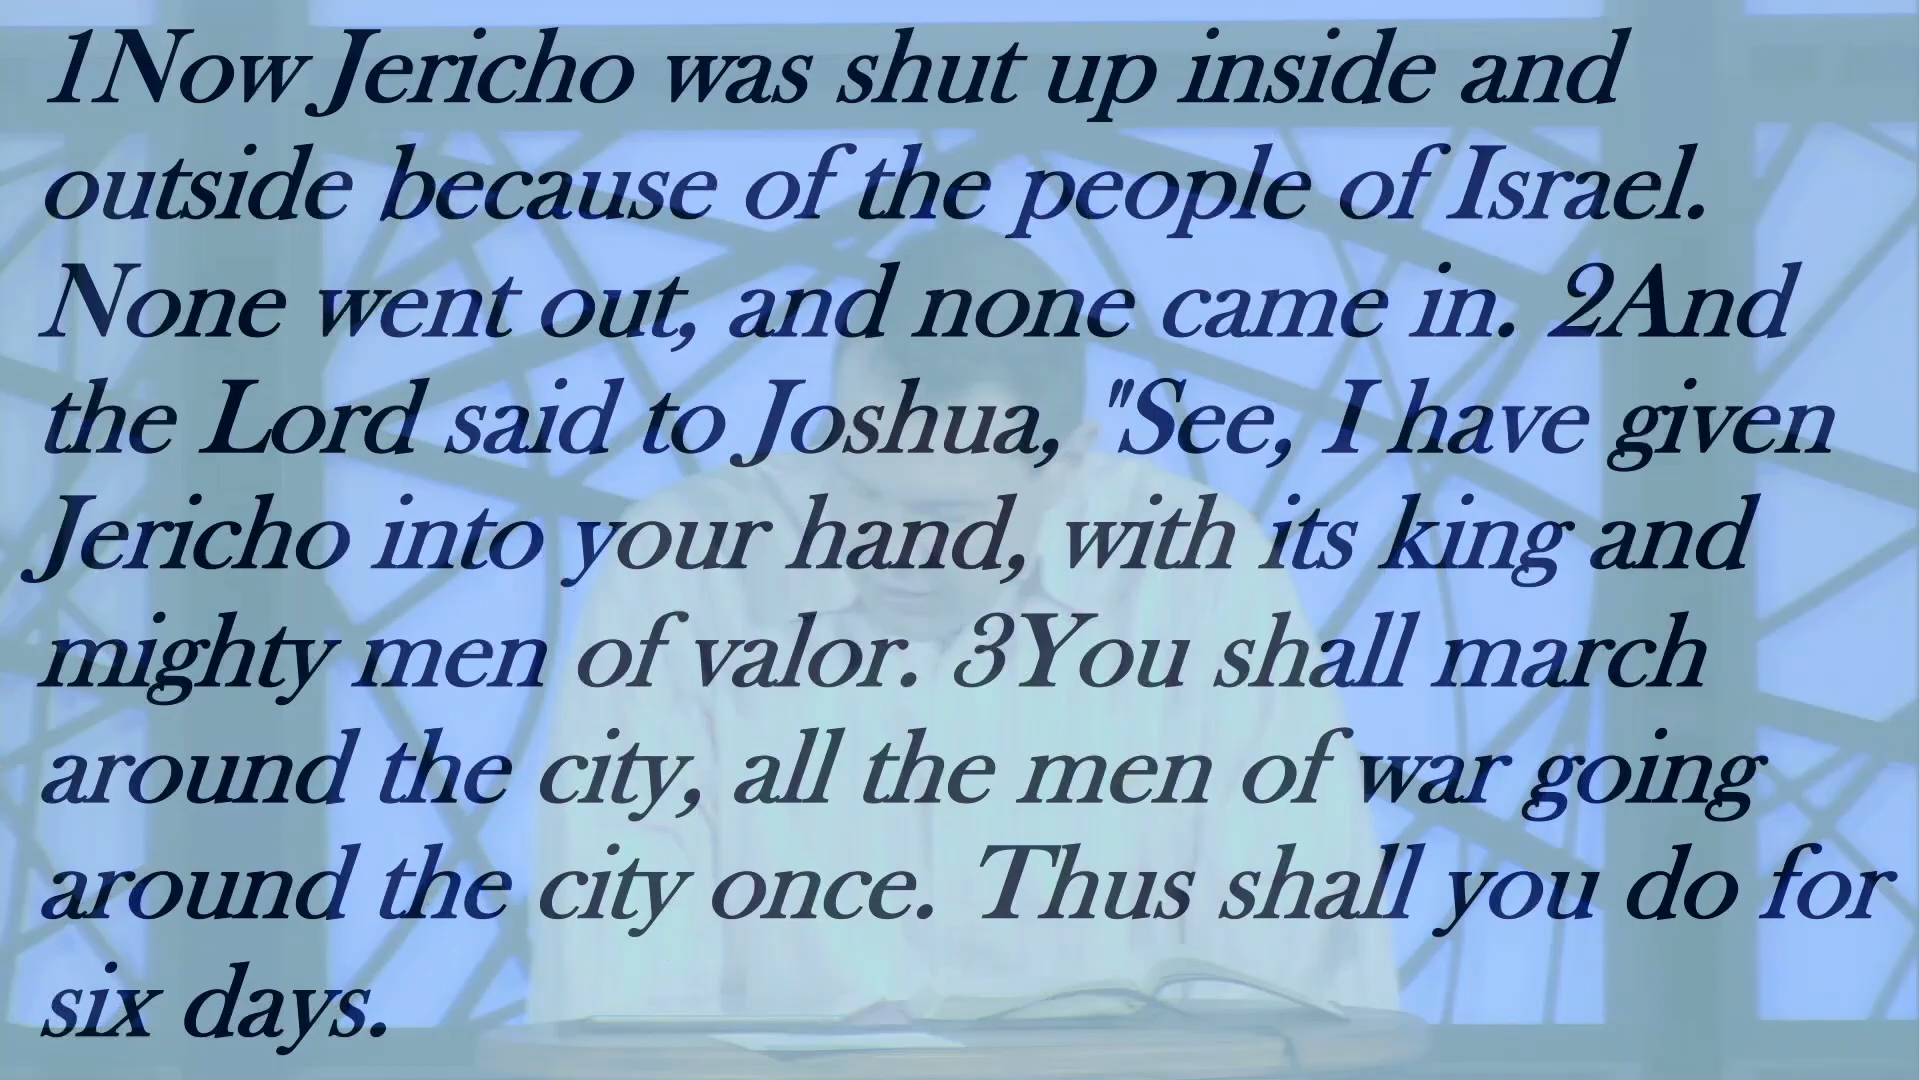 1Now Jericho was shut up inside and
outside because of the people of Israel.
None went out, and none came in. 2And
the Lord said to Joshua, "See, I have given
Jericho into your hand, with its king and
mighty men of valor. 3You shall march
around the city, all the men of war going
around the city once. Thus shall you do for
six days.